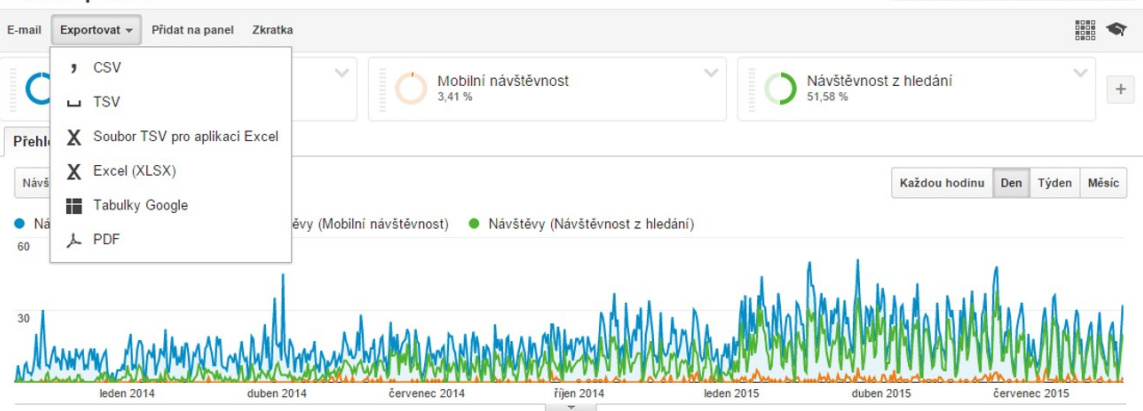 E-mail Exportovat Přidat na panel Zkratka
CSV
TSV
Soubor TSV pro aplikaci Excel
Excel (XLSX)
Tabulky Google
PDF
Mobilní návštěvnost
3,41 %
Návštěvnost z hledání
51,58 %
+
Každou hodinu Den Týden Měsíc
(Mobilní návštěvnost) Návštěvy (Návštěvnost z hledání)
60
30
leden 2014 duben 2014 červenec 2014 říjen 2014 leden 2015 duben 2015 červenec 2015